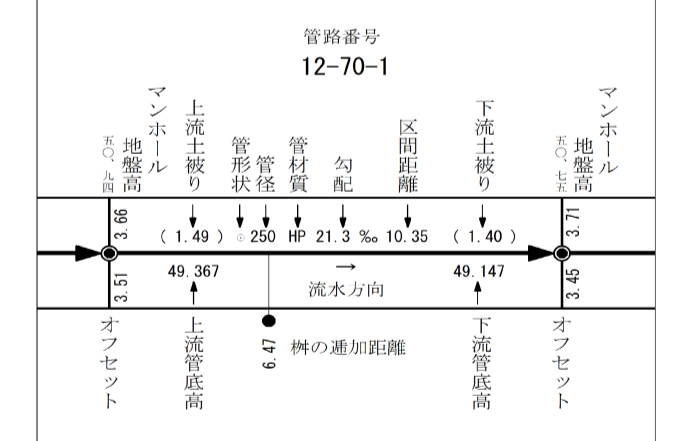 管路番号
12-70-1
マンホール
地盤高
五〇、九四
上流土被り
管形状
管径
管材質
勾配
区間距離
下流土被り
マンホール
地盤高
五〇、七五
3.66
( 1.49 ) ◎ 250 HP 21.3 ‰ 10.35 ( 1.40 )
3.71
3.51
49.367
→
流水方向
49.147
3.45
オフセット
上流管底高
6.47
桝の逓加距離
下流管底高
オフセット